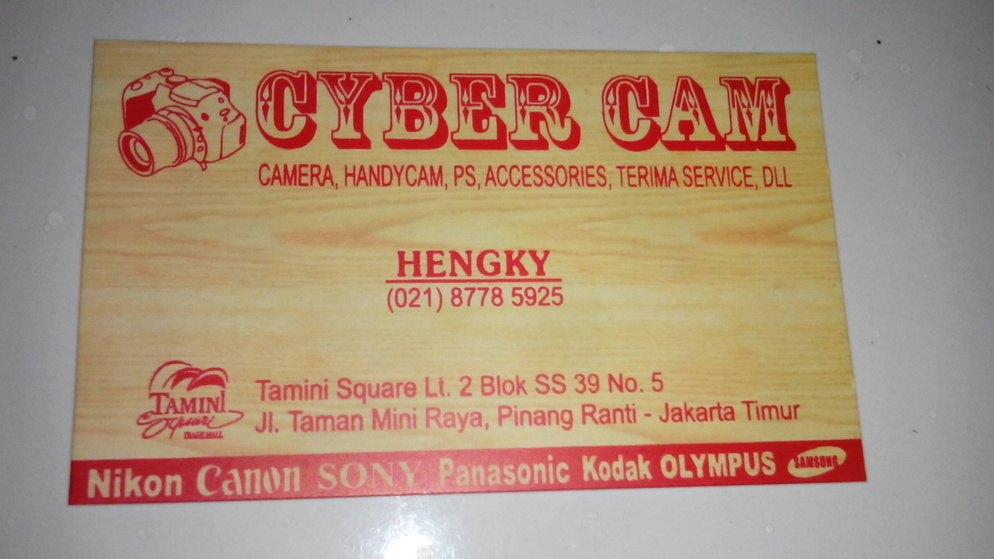 CYBER CAM
CAMERA, HANDYCAM, PS, ACCESSORIES, TERIMA SERVICE, DLL
HENGKY
(021) 8778 5925
TAMINI
Square
TRADE MALL
Tamini Square Lt. 2 Blok SS 39 No. 5
Jl. Taman Mini Raya, Pinang Ranti - Jakarta Timur
Nikon Canon SONY Panasonic Kodak OLYMPUS SAMSUNG